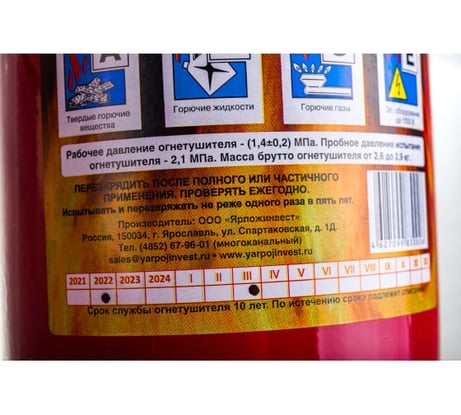 A
C
E
Твердые горючие
вещества
Горючие жидкости
Горючие газы
Эл. оборудование
до 1000 В
Рабочее давление огнетушителя - (1,4±0,2) МПа. Пробное давление испытания
огнетушителя - 2,1 МПа. Масса брутто огнетушителя от 2,6 до 2,9 кг.
ПЕРЕЗАРЯДИТЬ ПОСЛЕ ПОЛНОГО ИЛИ ЧАСТИЧНОГО
ПРИМЕНЕНИЯ. ПРОВЕРЯТЬ ЕЖЕГОДНО.
Испытывать и перезаряжать не реже одного раза в пять лет.
Производитель: ООО «Ярпожинвест»
Россия, 150034, г. Ярославль, ул. Спартаковская, д. 1Д.
Тел. (4852) 67-96-01 (многоканальный)
sales@yarpojinvest.ru • www.yarpojinvest.ru
2021 2022 2023 2024 I II III IV V VI VII VIII IX X XI XII
Срок службы огнетушителя 10 лет. По истечению срока подлежит списанию.